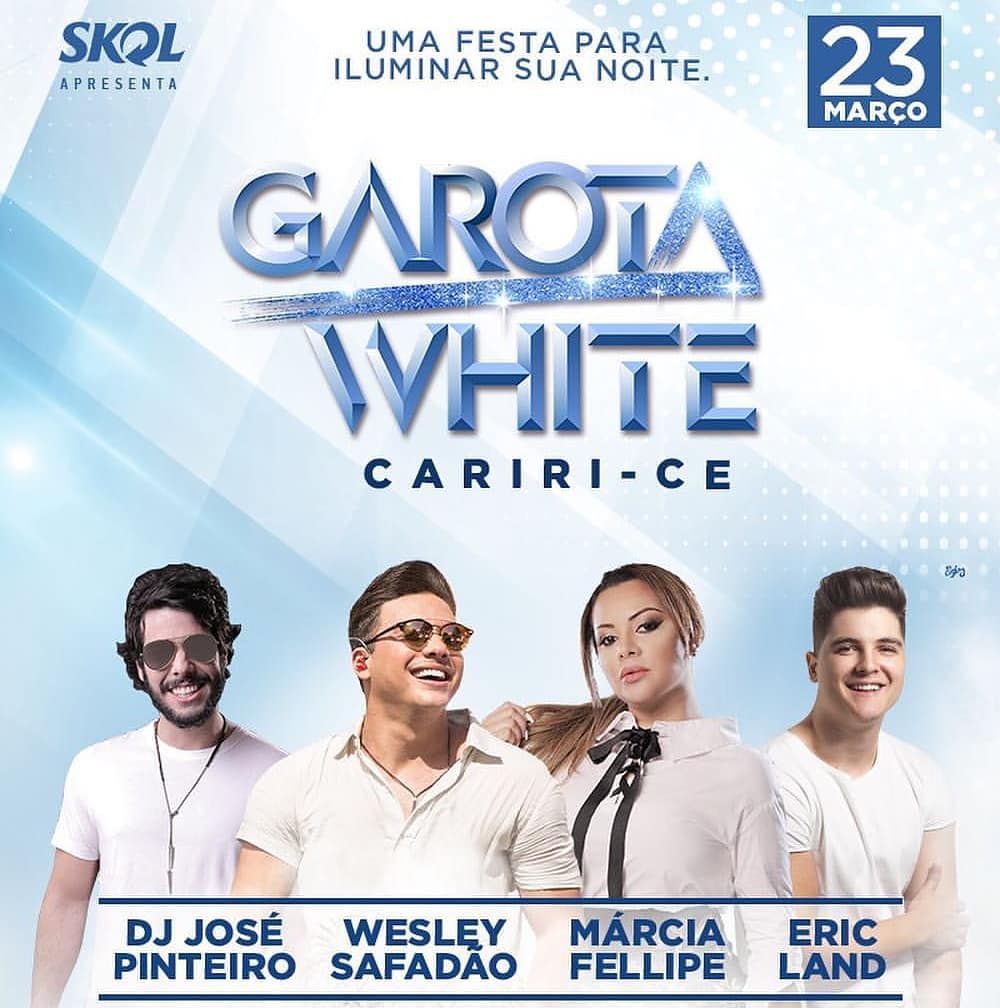 SKOL
APRESENTA
UMA FESTA PARA
ILUMINAR SUA NOITE.
23
MARÇO
GAROTA
WHITE
CARIRI-CE
DJ JOSÉ
PINTEIRO
WESLEY
SAFADÃO
MÁRCIA
FELLIPE
ERIC
LAND